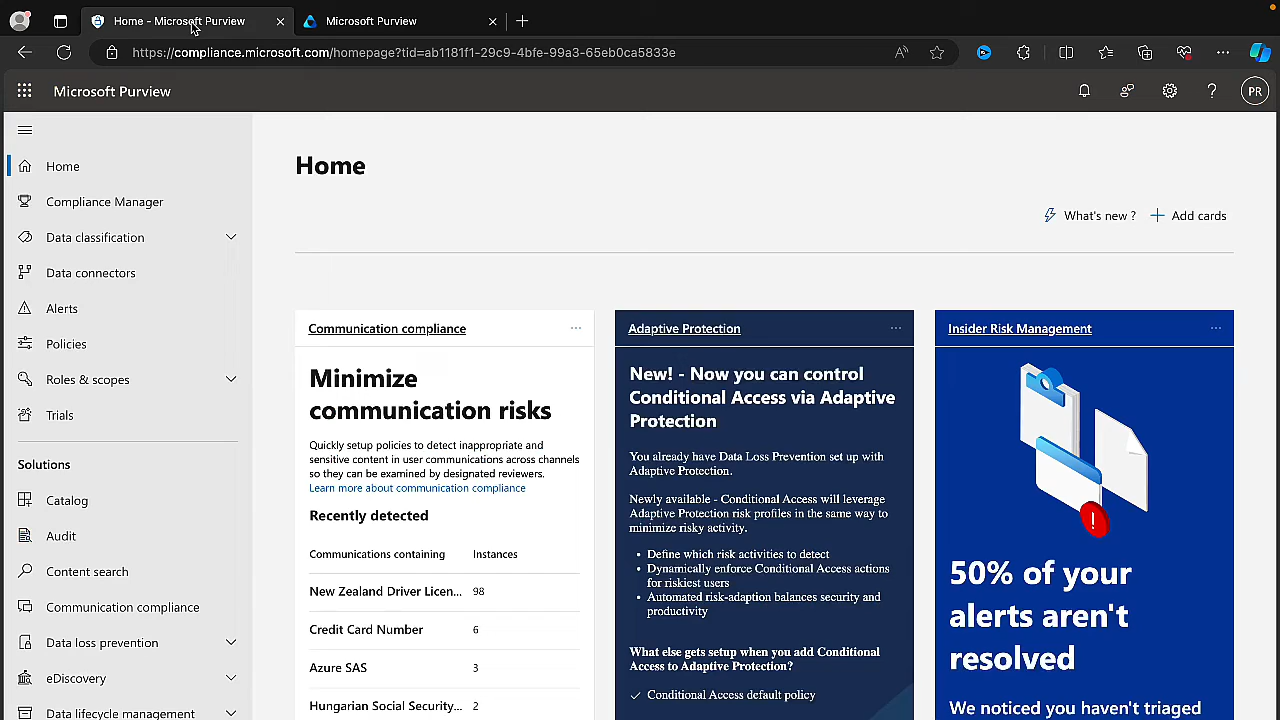 Home - Microsoft Purview
Microsoft Purview
https://compliance.microsoft.com/homepage?tid=ab1181f1-29c9-4bfe-99a3-65eb0ca5833e
Microsoft Purview
PR
Home
Compliance Manager
Data classification
Data connectors
Alerts
Policies
Roles & scopes
Trials
Solutions
Catalog
Audit
Content search
Communication compliance
Data loss prevention
eDiscovery
Data lifecycle management
Home
What's new ?
Add cards
Communication compliance
Minimize
communication risks
Quickly setup policies to detect inappropriate and
sensitive content in user communications across channels
so they can be examined by designated reviewers.
Learn more about communication compliance
Recently detected
Communications containing Instances
New Zealand Driver Licen... 98
Credit Card Number 6
Azure SAS 3
Hungarian Social Security... 2
Adaptive Protection
New! - Now you can control
Conditional Access via Adaptive
Protection
You already have Data Loss Prevention set up with
Adaptive Protection.
Newly available - Conditional Access will leverage
Adaptive Protection risk profiles in the same way to
minimize risky activity.
• Define which risk activities to detect
• Dynamically enforce Conditional Access actions
for riskiest users
• Automated risk-adaption balances security and
productivity
What else gets setup when you add Conditional
Access to Adaptive Protection?
Conditional Access default policy
Insider Risk Management
50% of your
alerts aren't
resolved
We noticed you haven't triaged